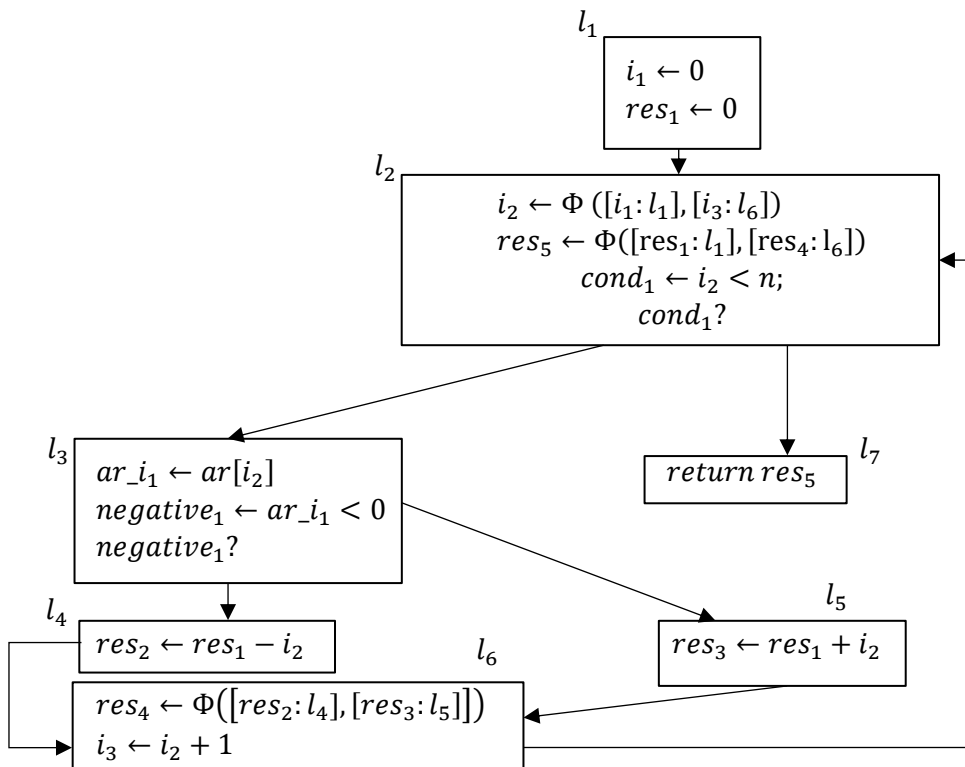 l₁
i₁ ← 0
res₁ ← 0
l₂
i₂ ← Φ ([i₁: l₁], [i₃: l₆])
res₅ ← Φ([res₁: l₁], [res₄: l₆])
cond₁ ← i₂ < n;
cond₁?
l₃
ar_i₁ ← ar[i₂]
negative₁ ← ar_i₁ < 0
negative₁?
l₇
return res₅
l₄
res₂ ← res₁ − i₂
l₅
res₃ ← res₁ + i₂
l₆
res₄ ← Φ([res₂: l₄], [res₃: l₅]])
i₃ ← i₂ + 1